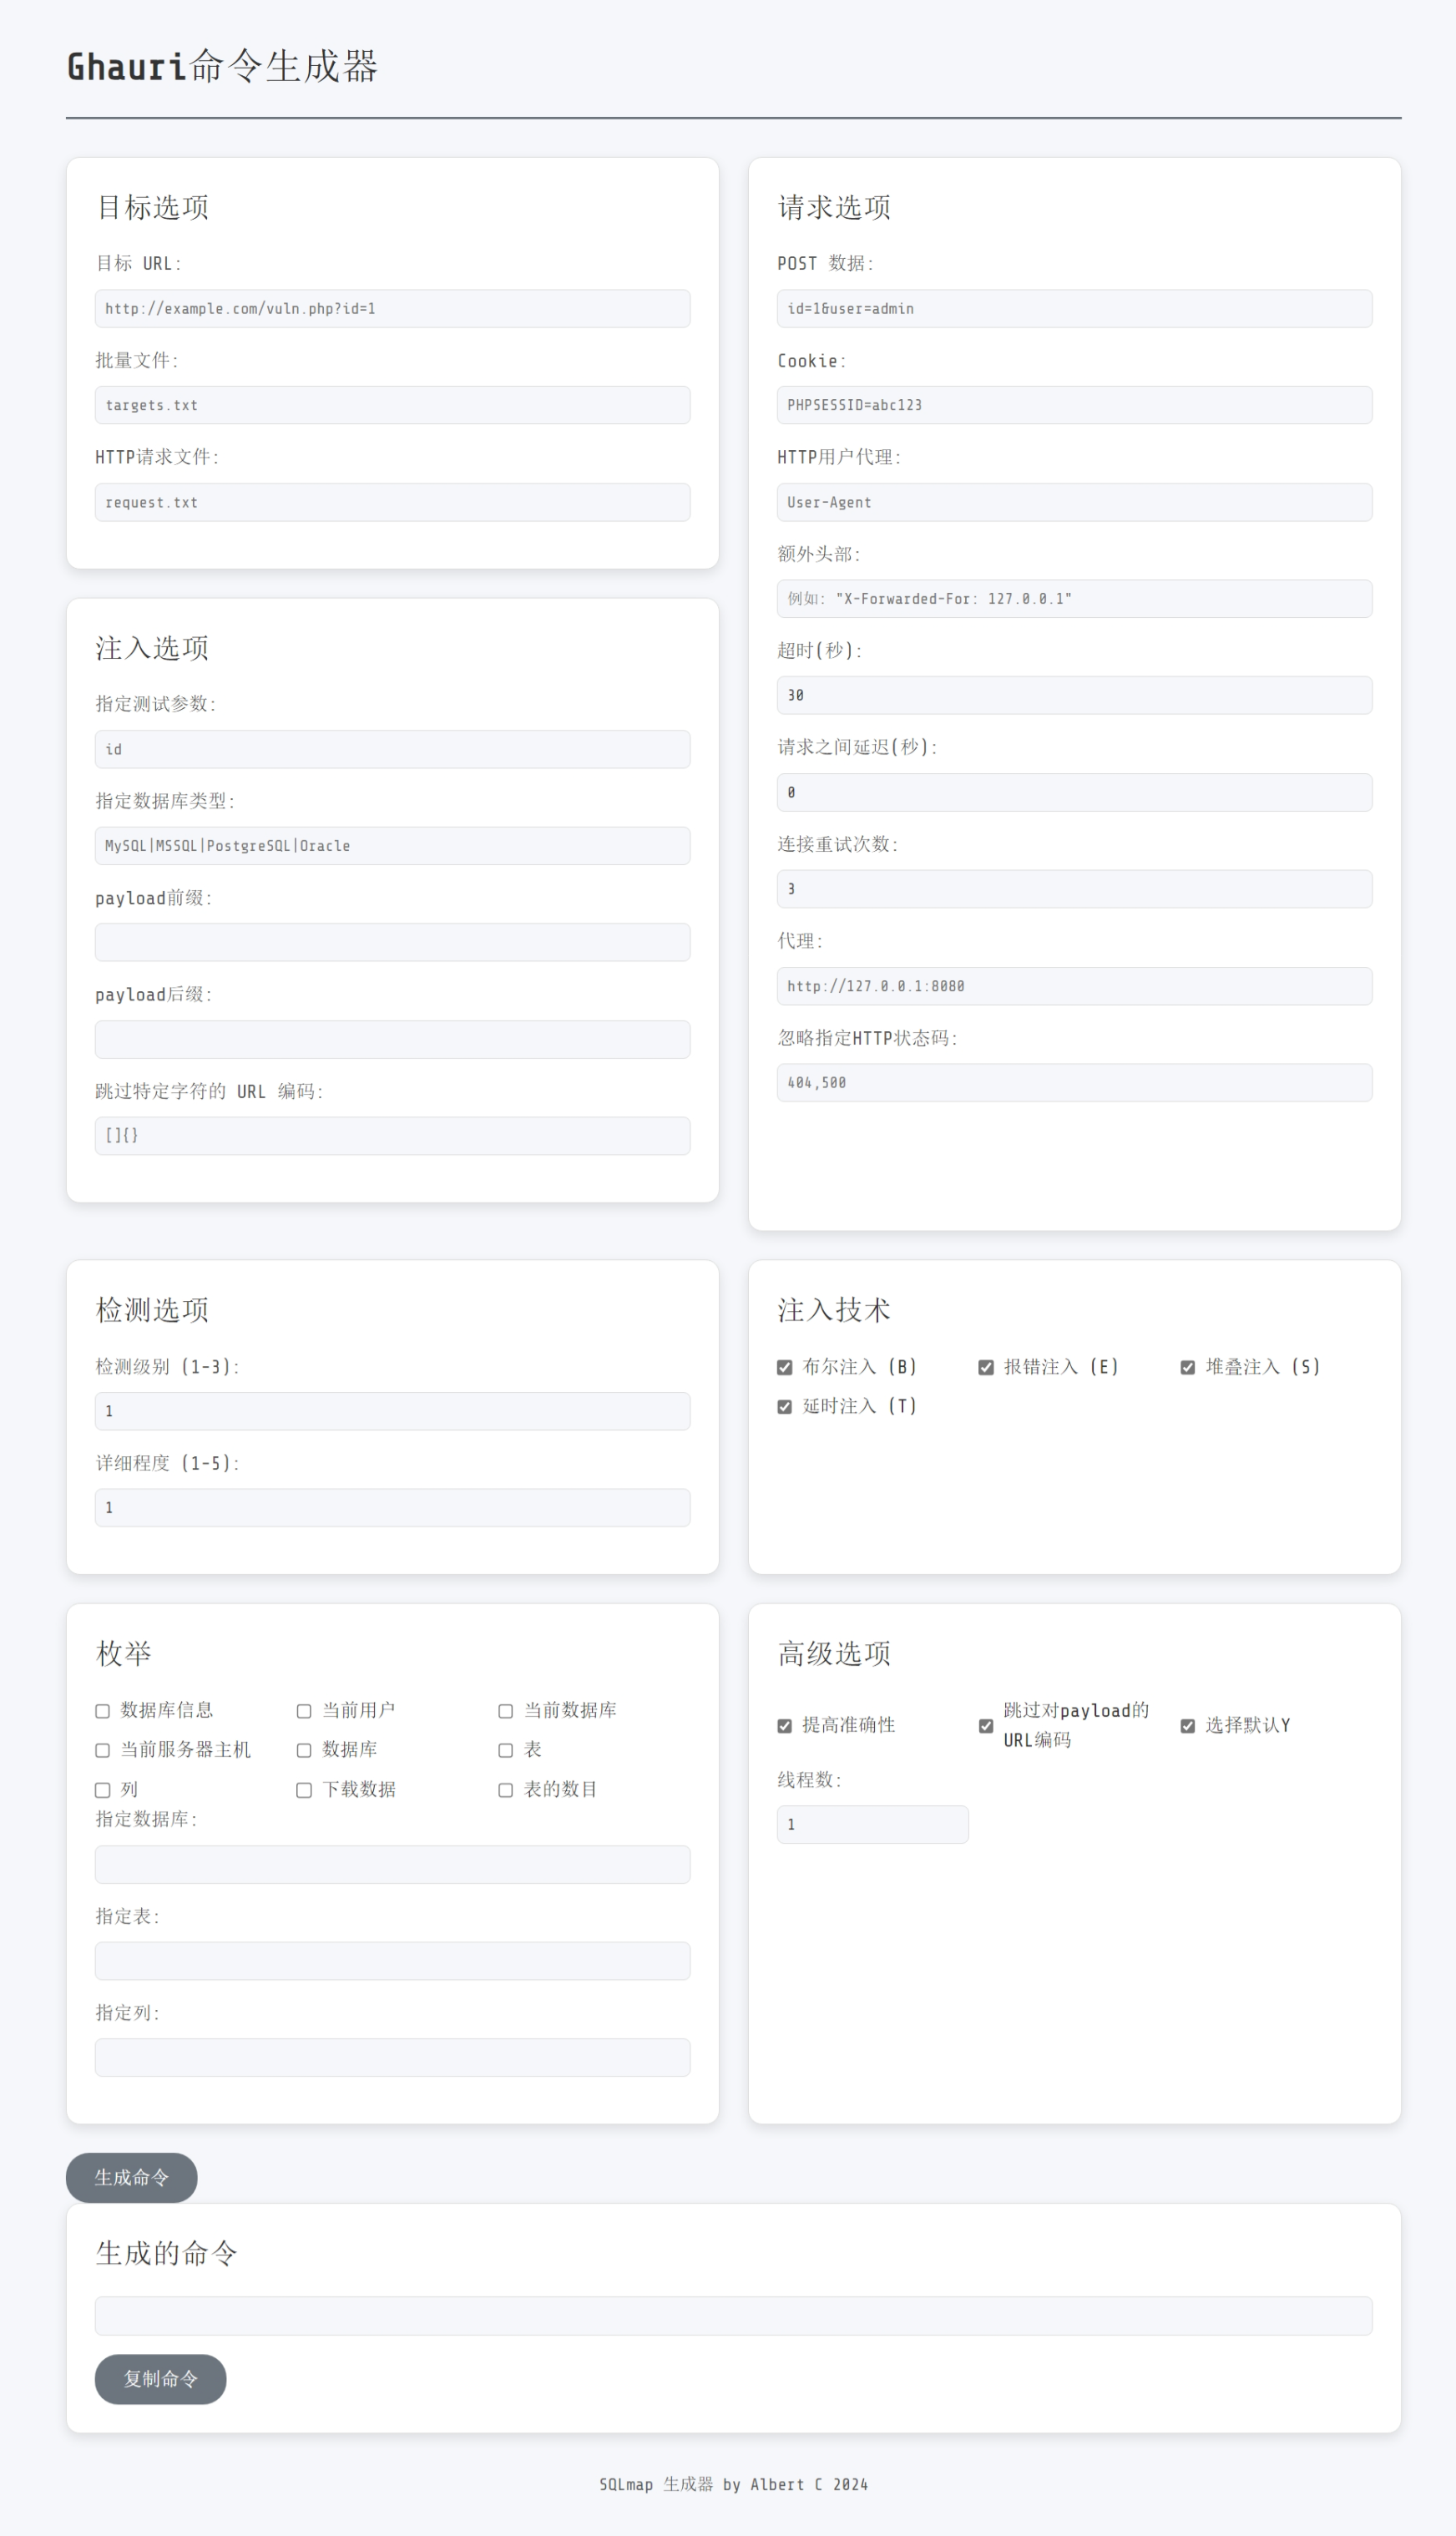 Ghauri命令生成器
目标选项
目标 URL:
http://example.com/vuln.php?id=1
批量文件:
targets.txt
HTTP请求文件:
request.txt
注入选项
指定测试参数:
id
指定数据库类型:
MySQL|MSSQL|PostgreSQL|Oracle
payload前缀:
payload后缀:
跳过特定字符的 URL 编码:
[]{}
请求选项
POST 数据:
id=1&user=admin
Cookie:
PHPSESSID=abc123
HTTP用户代理:
User-Agent
额外头部:
例如: "X-Forwarded-For: 127.0.0.1"
超时(秒):
30
请求之间延迟(秒):
0
连接重试次数:
3
代理:
http://127.0.0.1:8080
忽略指定HTTP状态码:
404,500
检测选项
检测级别 (1-3):
1
详细程度 (1-5):
1
注入技术
布尔注入 (B) 报错注入 (E) 堆叠注入 (S)
延时注入 (T)
枚举
数据库信息 当前用户 当前数据库
当前服务器主机 数据库 表
列 下载数据 表的数目
指定数据库:
指定表:
指定列:
高级选项
提高准确性
跳过对payload的
URL编码
选择默认Y
线程数:
1
生成命令
生成的命令
复制命令
SQLmap 生成器 by Albert C 2024